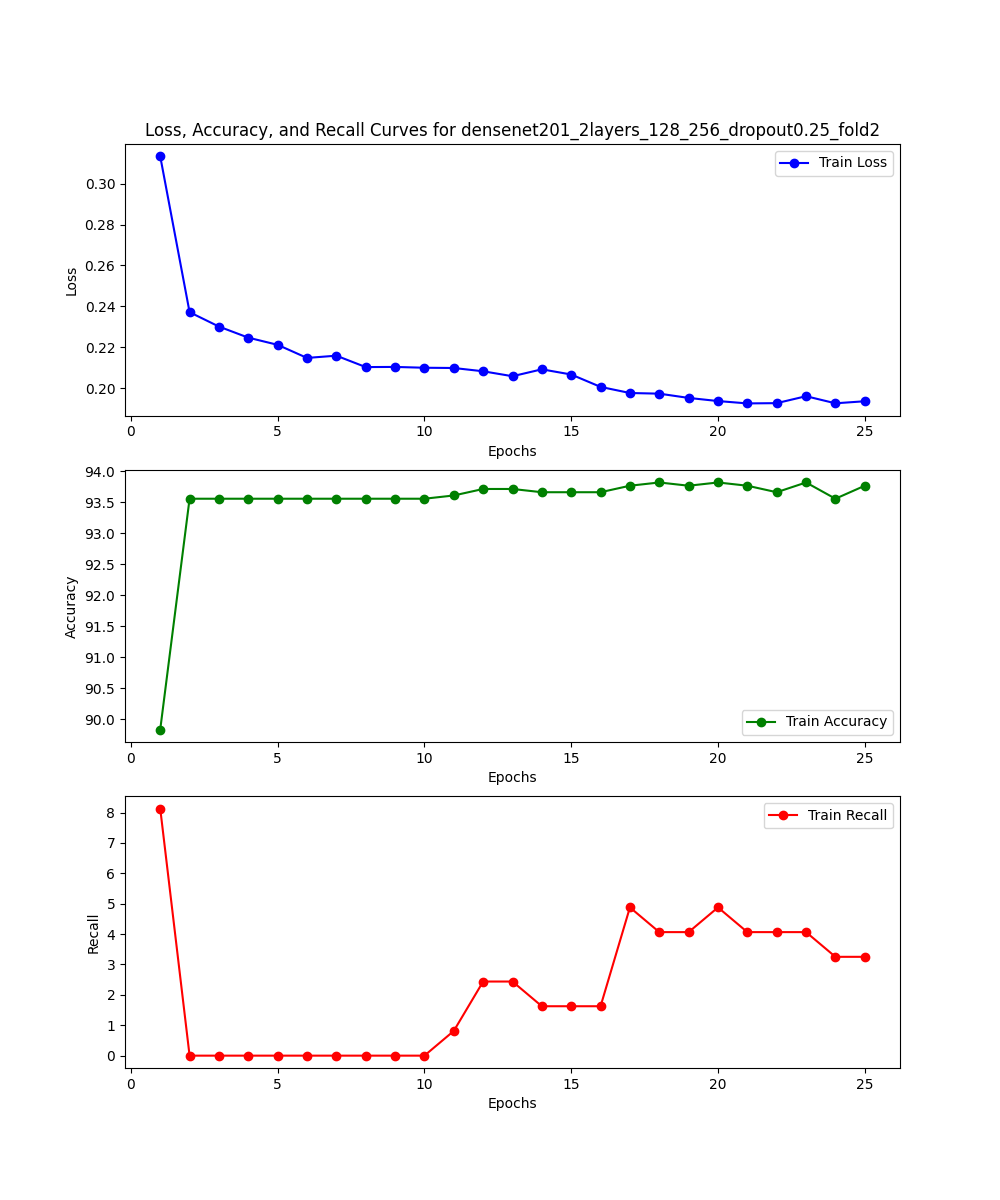 Loss, Accuracy, and Recall Curves for densenet201_2layers_128_256_dropout0.25_fold2
Train Loss
0.30
0.28
0.26
0.24
0.22
0.20
Loss
0 5 10 15 20 25
Epochs
94.0
93.5
93.0
92.5
92.0
91.5
91.0
90.5
90.0
Accuracy
Train Accuracy
0 5 10 15 20 25
Epochs
Train Recall
8
7
6
5
4
3
2
1
0
Recall
0 5 10 15 20 25
Epochs